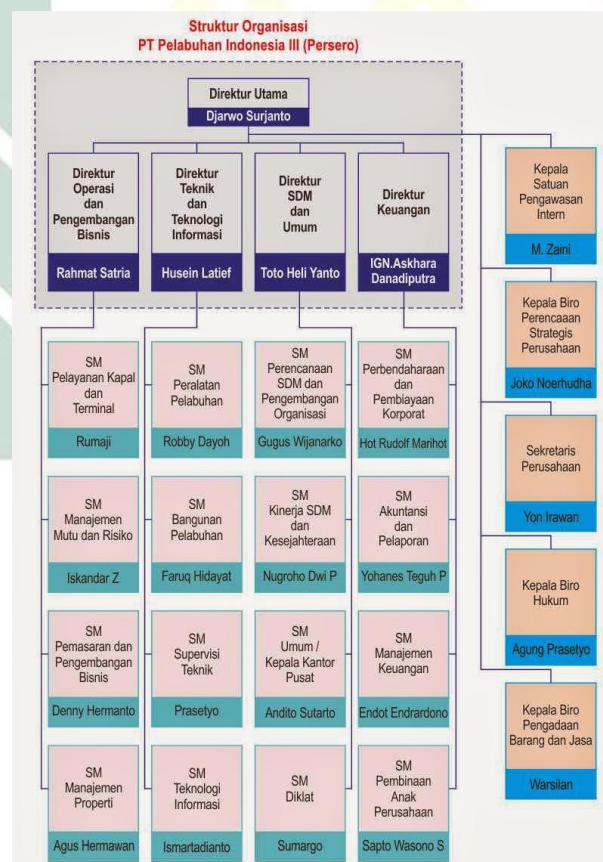 Struktur Organisasi
PT Pelabuhan Indonesia III (Persero)
Direktur Utama
Djarwo Surjanto
Direktur
Operasi
dan
Pengembangan
Bisnis
Rahmat Satria
Direktur
Teknik
dan
Teknologi
Informasi
Husein Latief
Direktur
SDM
dan
Umum
Toto Heli Yanto
Direktur
Keuangan
IGN.Askhara
Danadiputra
Kepala
Satuan
Pengawasan
Intern
M. Zaini
Kepala Biro
Perencaaan
Strategis
Perusahaan
Joko Noerhudha
Sekretaris
Perusahaan
Yon Irawan
Kepala Biro
Hukum
Agung Prasetyo
Kepala Biro
Pengadaan
Barang dan Jasa
Warsilan
SM
Pelayanan Kapal
dan
Terminal
Rumaji
SM
Peralatan
Pelabuhan
Robby Dayoh
SM
Perencanaan
SDM dan
Pengembangan
Organisasi
Gugus Wijanarko
SM
Perbendaharaan
dan
Pembiayaan
Korporat
Hot Rudolf Marihot
SM
Manajemen
Mutu dan Risiko
Iskandar Z
SM
Bangunan
Pelabuhan
Faruq Hidayat
SM
Kinerja SDM
dan
Kesejahteraan
Nugroho Dwi P
SM
Akuntansi
dan
Pelaporan
Yohanes Teguh P
SM
Pemasaran dan
Pengembangan
Bisnis
Denny Hermanto
SM
Supervisi
Teknik
Prasetyo
SM
Umum /
Kepala Kantor
Pusat
Andito Sutarto
SM
Manajemen
Keuangan
Endot Endrardono
SM
Manajemen
Properti
Agus Hermawan
SM
Teknologi
Informasi
Ismartadianto
SM
Diklat
Sumargo
SM
Pembinaan
Anak
Perusahaan
Sapto Wasono S